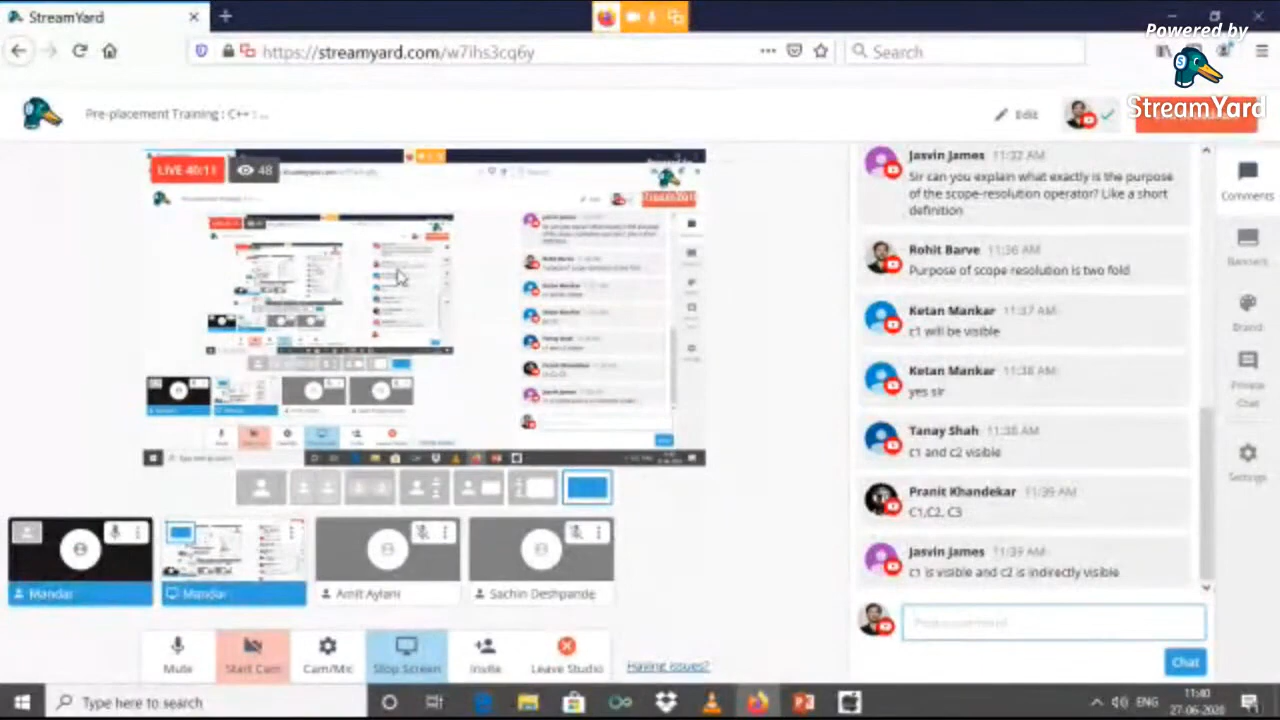 StreamYard
Powered by
https://streamyard.com/w7ihs3cq6y
Search
StreamYard
Pre-placement Training : C++ : ...
Edit
LIVE 40:11
48
Jasvin James 11:32 AM
Sir can you explain what exactly is the purpose
of the scope-resolution operator? Like a short
definition
Rohit Barve 11:36 AM
Purpose of scope resolution is two fold
Ketan Mankar 11:37 AM
c1 will be visible
Ketan Mankar 11:38 AM
yes sir
Tanay Shah 11:38 AM
c1 and c2 visible
Pranit Khandekar 11:39 AM
C1,C2, C3
Jasvin James 11:39 AM
c1 is visible and c2 is indirectly visible
Chat
Comments
Banners
Brand
Private
Chat
Settings
Mandar
Mandar
Amit Aylani
Sachin Deshpande
Mute
Start Cam
Cam/Mic
Stop Screen
Invite
Leave Studio
Having issues?
Type here to search
ENG
11:40
27-06-2020